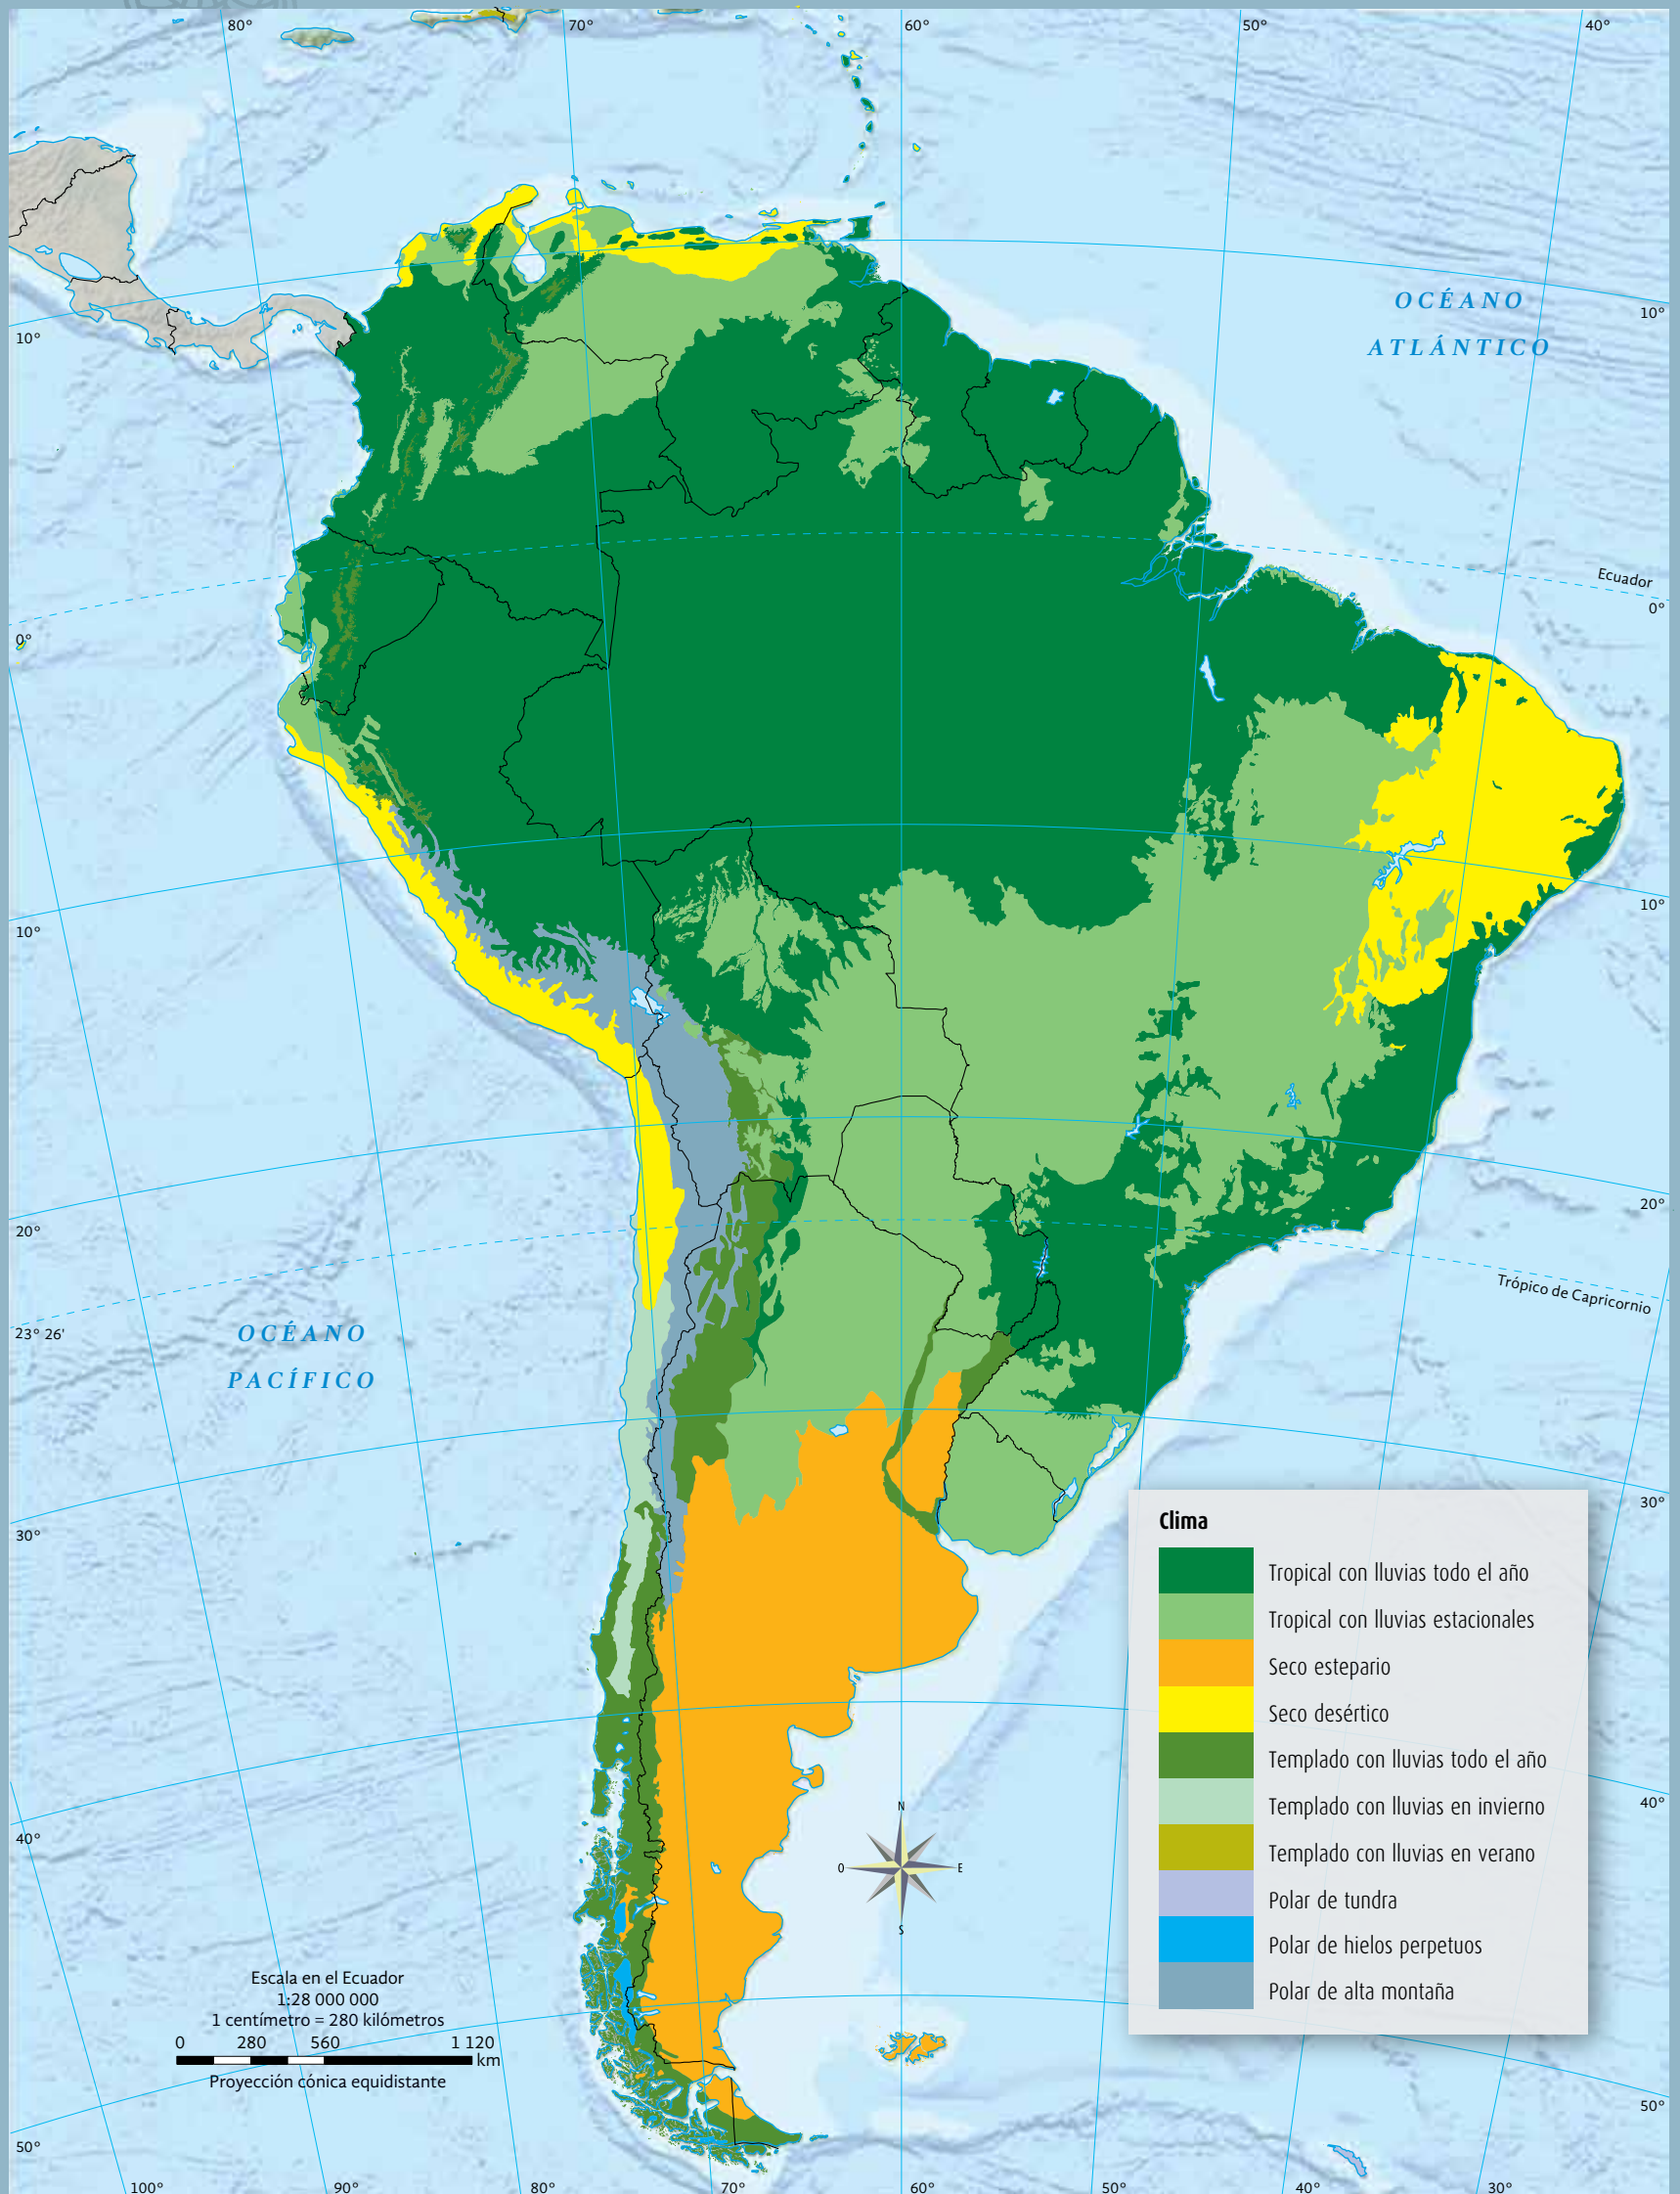 80°
70°
60°
50°
40°
OCÉANO
ATLÁNTICO
10°
10°
Ecuador
0°
0°
10°
10°
20°
20°
Trópico de Capricornio
23° 26'
OCÉANO
PACÍFICO
30°
30°
40°
40°
50°
50°
Clima
Tropical con lluvias todo el año
Tropical con lluvias estacionales
Seco estepario
Seco desértico
Templado con lluvias todo el año
Templado con lluvias en invierno
Templado con lluvias en verano
Polar de tundra
Polar de hielos perpetuos
Polar de alta montaña
N
O
E
S
Escala en el Ecuador
1:28 000 000
1 centímetro = 280 kilómetros
0 280 560 1 120
km
Proyección cónica equidistante
100°
90°
80°
70°
60°
50°
40°
30°